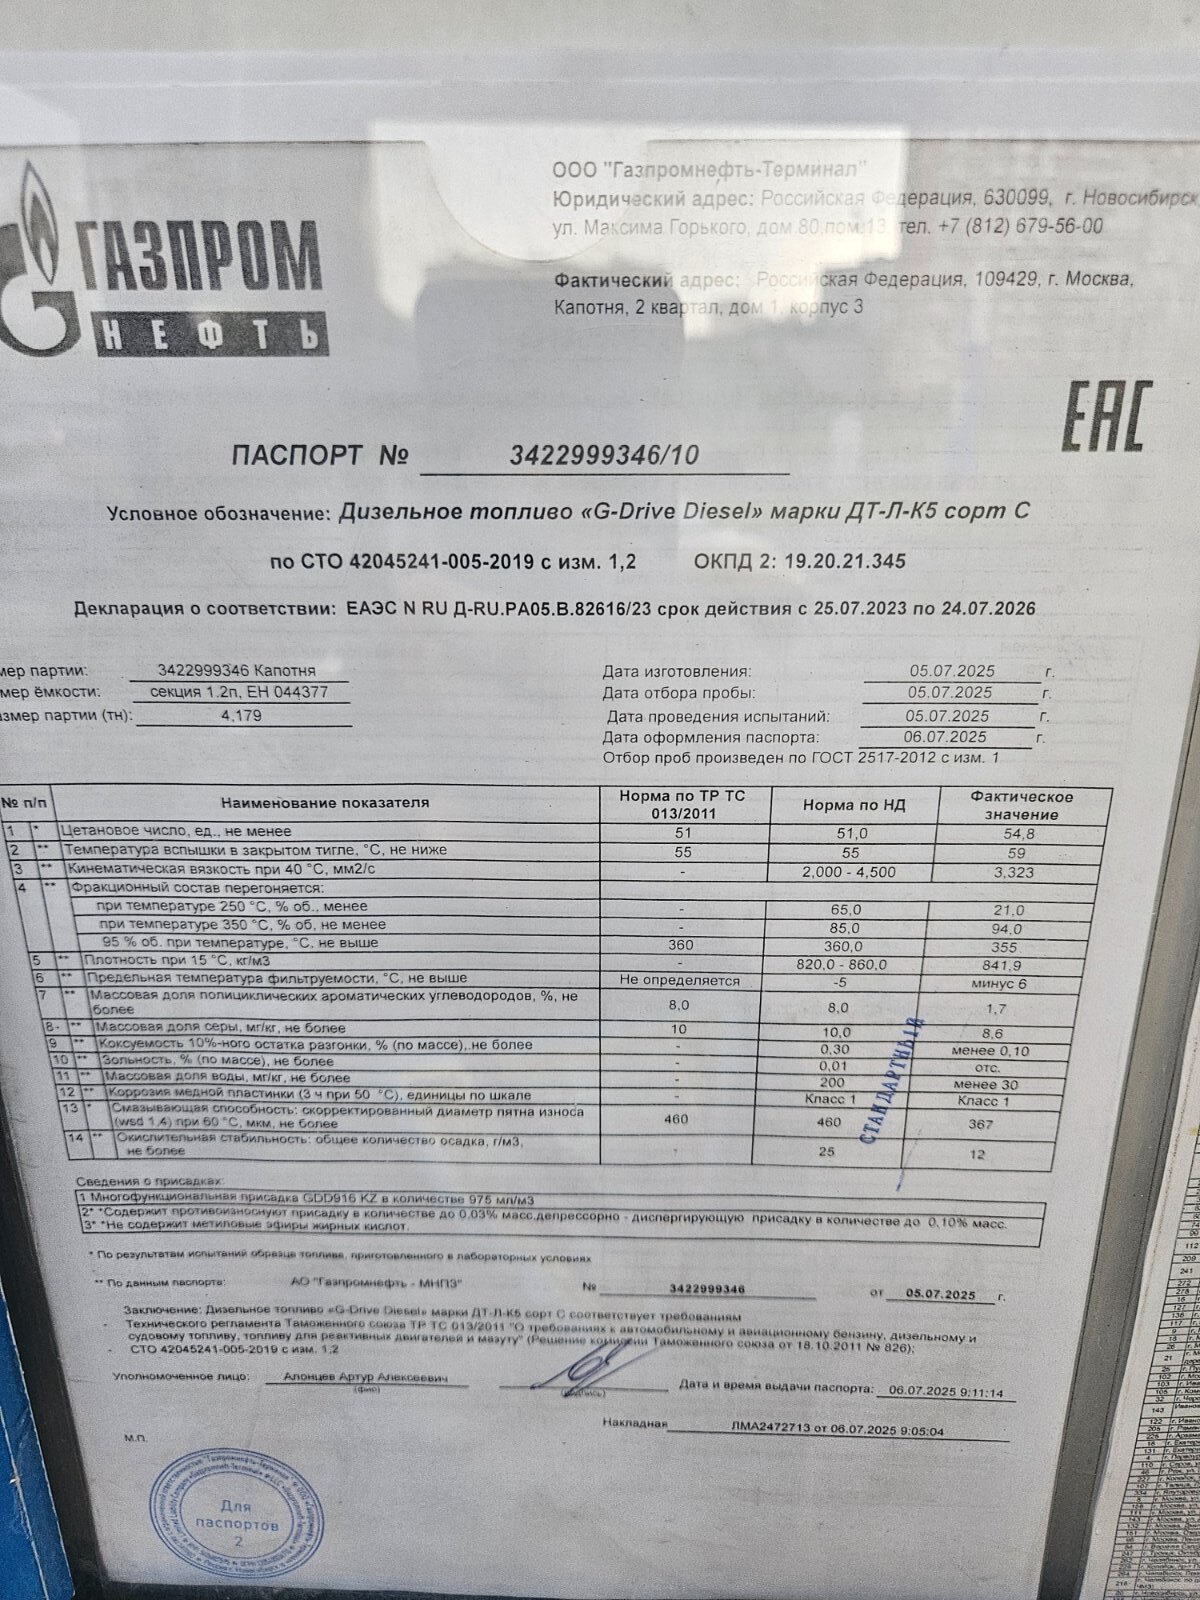 ГАЗПРОМ
НЕФТЬ
ООО "Газпромнефть-Терминал"
Юридический адрес: Российская Федерация, 630099, г. Новосибирск
ул. Максима Горького, дом 80,пом.13, тел. +7 (812) 679-56-00
Фактический адрес: Российская Федерация, 109429, г. Москва,
Капотня, 2 квартал, дом 1, корпус 3
ЕАС
ПАСПОРТ № 3422999346/10
Условное обозначение: Дизельное топливо «G-Drive Diesel» марки ДТ-Л-К5 сорт С
по СТО 42045241-005-2019 с изм. 1,2 ОКПД 2: 19.20.21.345
Декларация о соответствии: ЕАЭС N RU Д-RU.РА05.В.82616/23 срок действия с 25.07.2023 по 24.07.2026
мер партии: 3422999346 Капотня
мер ёмкости: секция 1.2п, ЕН 044377
азмер партии (тн): 4,179
Дата изготовления: 05.07.2025 г.
Дата отбора пробы: 05.07.2025 г.
Дата проведения испытаний: 05.07.2025 г.
Дата оформления паспорта: 06.07.2025 г.
Отбор проб произведен по ГОСТ 2517-2012 с изм. 1
№ п/п Наименование показателя Норма по ТР ТС 013/2011 Норма по НД Фактическое значение
1 * Цетановое число, ед., не менее 51 51,0 54,8
2 ** Температура вспышки в закрытом тигле, °С, не ниже 55 55 59
3 ** Кинематическая вязкость при 40 °С, мм2/с - 2,000 - 4,500 3,323
4 ** Фракционный состав перегоняется:
при температуре 250 °С, % об., менее - 65,0 21,0
при температуре 350 °С, % об. не менее - 85,0 94,0
95 % об. при температуре, °С, не выше 360 360,0 355
5 ** Плотность при 15 °С, кг/м3 - 820,0 - 860,0 841,9
6 ** Предельная температура фильтруемости, °С, не выше Не определяется -5 минус 6
7 ** Массовая доля полициклических ароматических углеводородов, %, не
более 8,0 8,0 1,7
8 ** Массовая доля серы, мг/кг, не более 10 10,0 8,6
9 ** Коксуемость 10%-ного остатка разгонки, % (по массе), не более - 0,30 менее 0,10
10 ** Зольность, % (по массе), не более - 0,01 отс.
11 ** Массовая доля воды, мг/кг, не более - 200 менее 30
12 ** Коррозия медной пластинки (3 ч при 50 °С), единицы по шкале - Класс 1 Класс 1
13 * Смазывающая способность: скорректированный диаметр пятна износа
(wsd 1,4) при 60 °С, мкм, не более 460 460 367
14 ** Окислительная стабильность: общее количество осадка, г/м3,
не более - 25 12
СТАНДАРТНЫЙ
Сведения о присадках:
1 Многофункциональная присадка GDD916 KZ в количестве 975 мл/м3
2* *Содержит противоизносную присадку в количестве до 0.03% масс.депрессорно - диспергирующую присадку в количестве до 0,10% масс.
3* *Не содержит метиловые эфиры жирных кислот.
* По результатам испытаний образца топлива, приготовленного в лабораторных условиях
** По данным паспорта: АО "Газпромнефть - МНПЗ" № 3422999346 от 05.07.2025 г.
Заключение: Дизельное топливо «G-Drive Diesel» марки ДТ-Л-К5 сорт С соответствует требованиям
- Технического регламента Таможенного союза ТР ТС 013/2011 "О требованиях к автомобильному и авиационному бензину, дизельному и
судовому топливу, топливу для реактивных двигателей и мазуту" (Решение комиссии Таможенного союза от 18.10.2011 № 826);
- СТО 42045241-005-2019 с изм. 1,2
Уполномоченное лицо: Алонцев Артур Алексеевич
(фио) (подпись)
Дата и время выдачи паспорта: 06.07.2025 9:11:14
Накладная ЛМА2472713 от 06.07.2025 9:05:04
М.П.
Для
паспортов
2